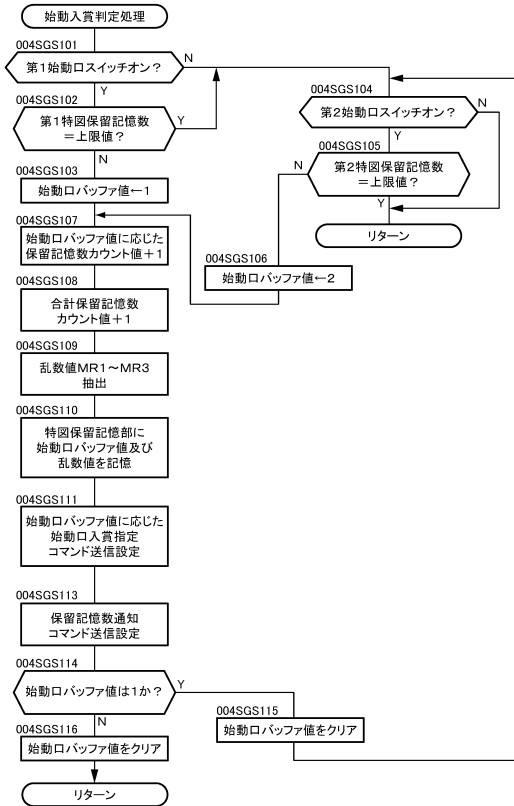 始動入賞判定処理
004SGS101
第1始動口スイッチオン？
N
Y
004SGS102
第1特図保留記憶数
＝上限値？
Y
N
004SGS103
始動口バッファ値←1
004SGS107
始動口バッファ値に応じた
保留記憶数カウント値＋1
004SGS108
合計保留記憶数
カウント値＋1
004SGS109
乱数値MR1～MR3
抽出
004SGS110
特図保留記憶部に
始動口バッファ値及び
乱数値を記憶
004SGS111
始動口バッファ値に応じた
始動口入賞指定
コマンド送信設定
004SGS113
保留記憶数通知
コマンド送信設定
004SGS114
始動口バッファ値は1か？
Y
N
004SGS116
始動口バッファ値をクリア
リターン
004SGS104
第2始動口スイッチオン？
N
Y
004SGS105
第2特図保留記憶数
＝上限値？
N
Y
リターン
004SGS106
始動口バッファ値←2
004SGS115
始動口バッファ値をクリア